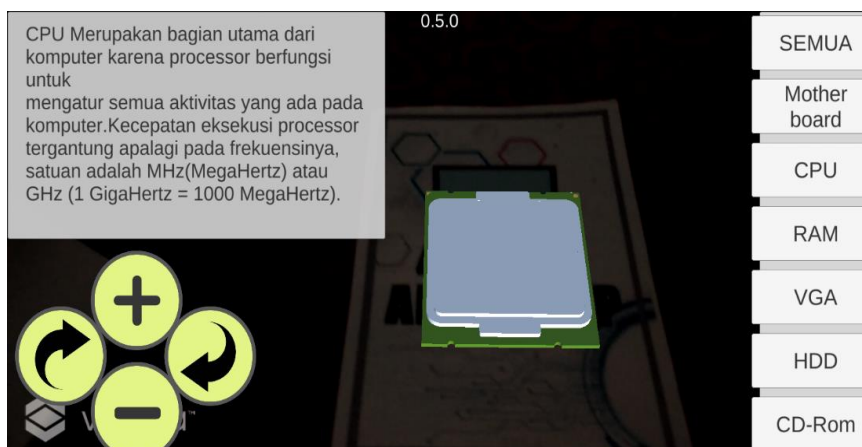 CPU Merupakan bagian utama dari
komputer karena processor berfungsi
untuk
mengatur semua aktivitas yang ada pada
komputer.Kecepatan eksekusi processor
tergantung apalagi pada frekuensinya,
satuan adalah MHz(MegaHertz) atau
GHz (1 GigaHertz = 1000 MegaHertz).
0.5.0
SEMUA
Mother
board
CPU
RAM
VGA
HDD
CD-Rom